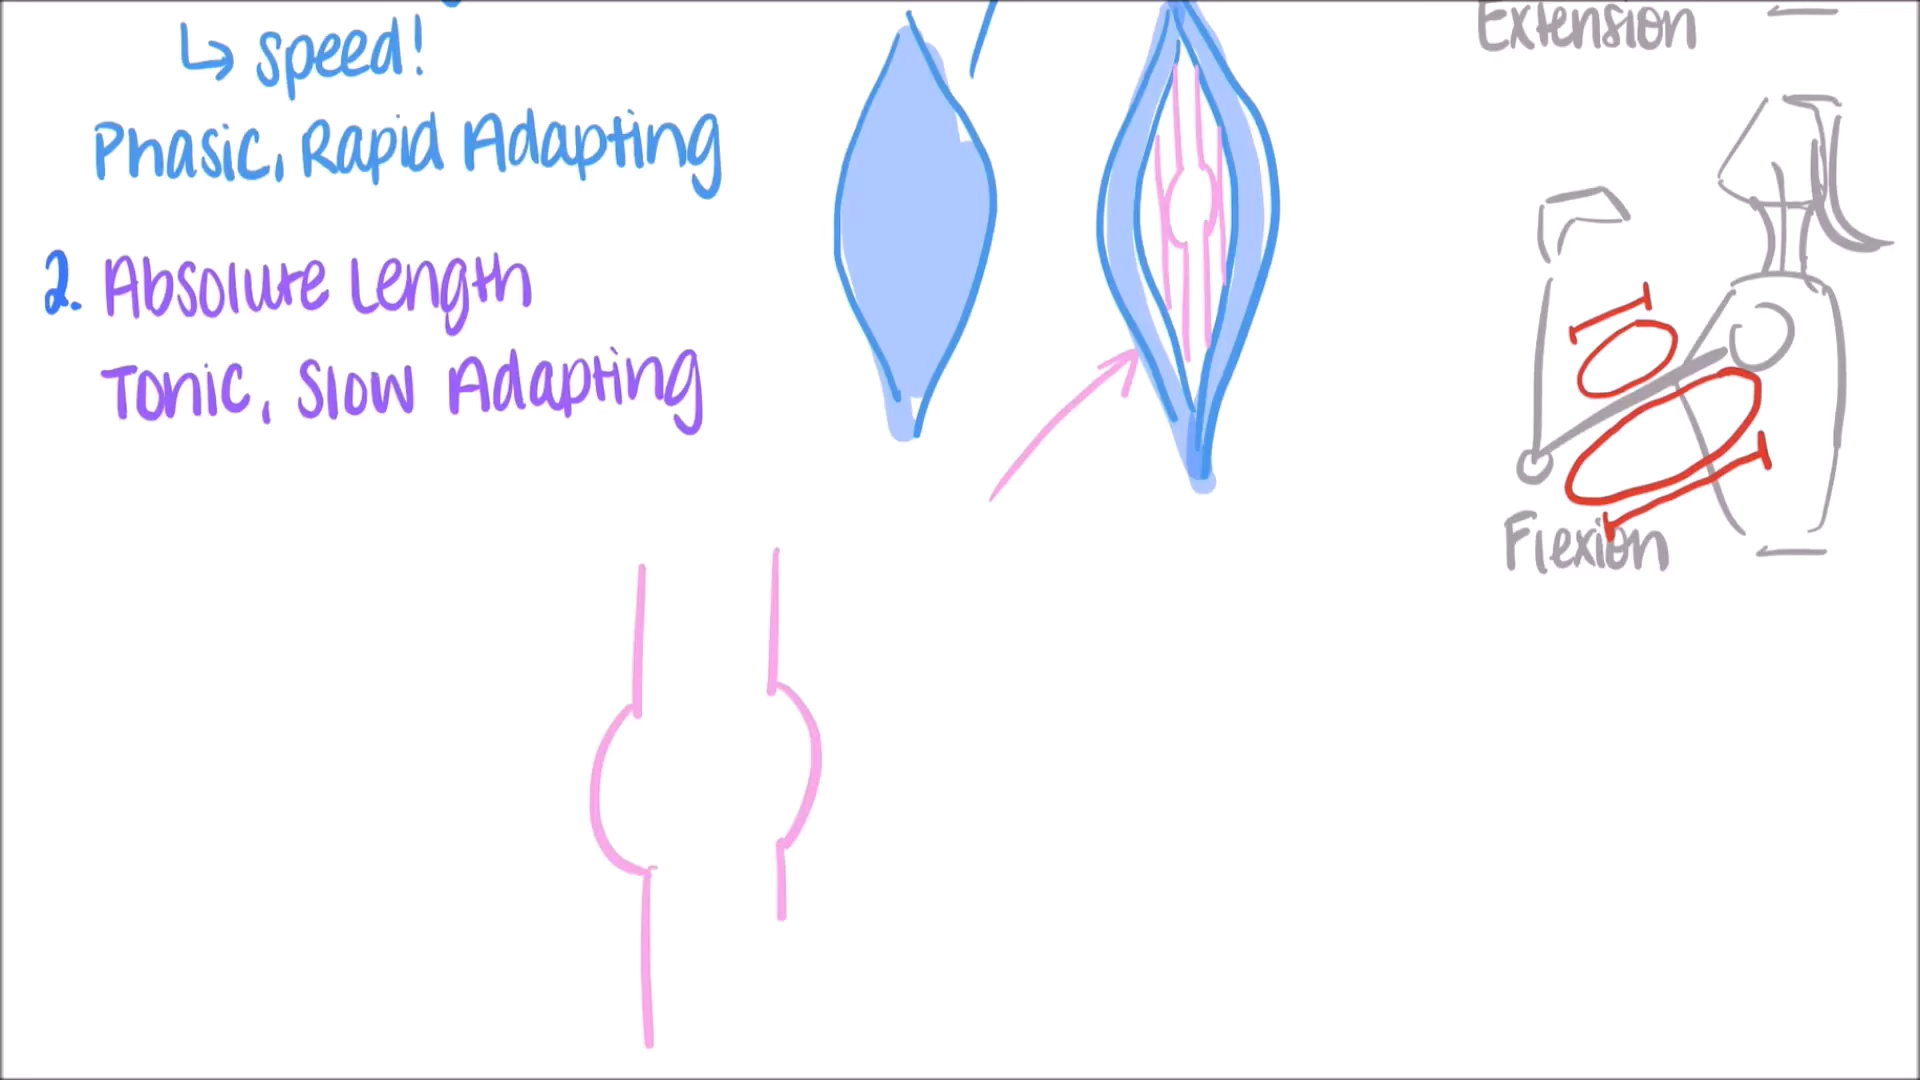 ↳ speed!
Phasic, Rapid Adapting
2. Absolute Length
Tonic, Slow Adapting
Extension
Flexion